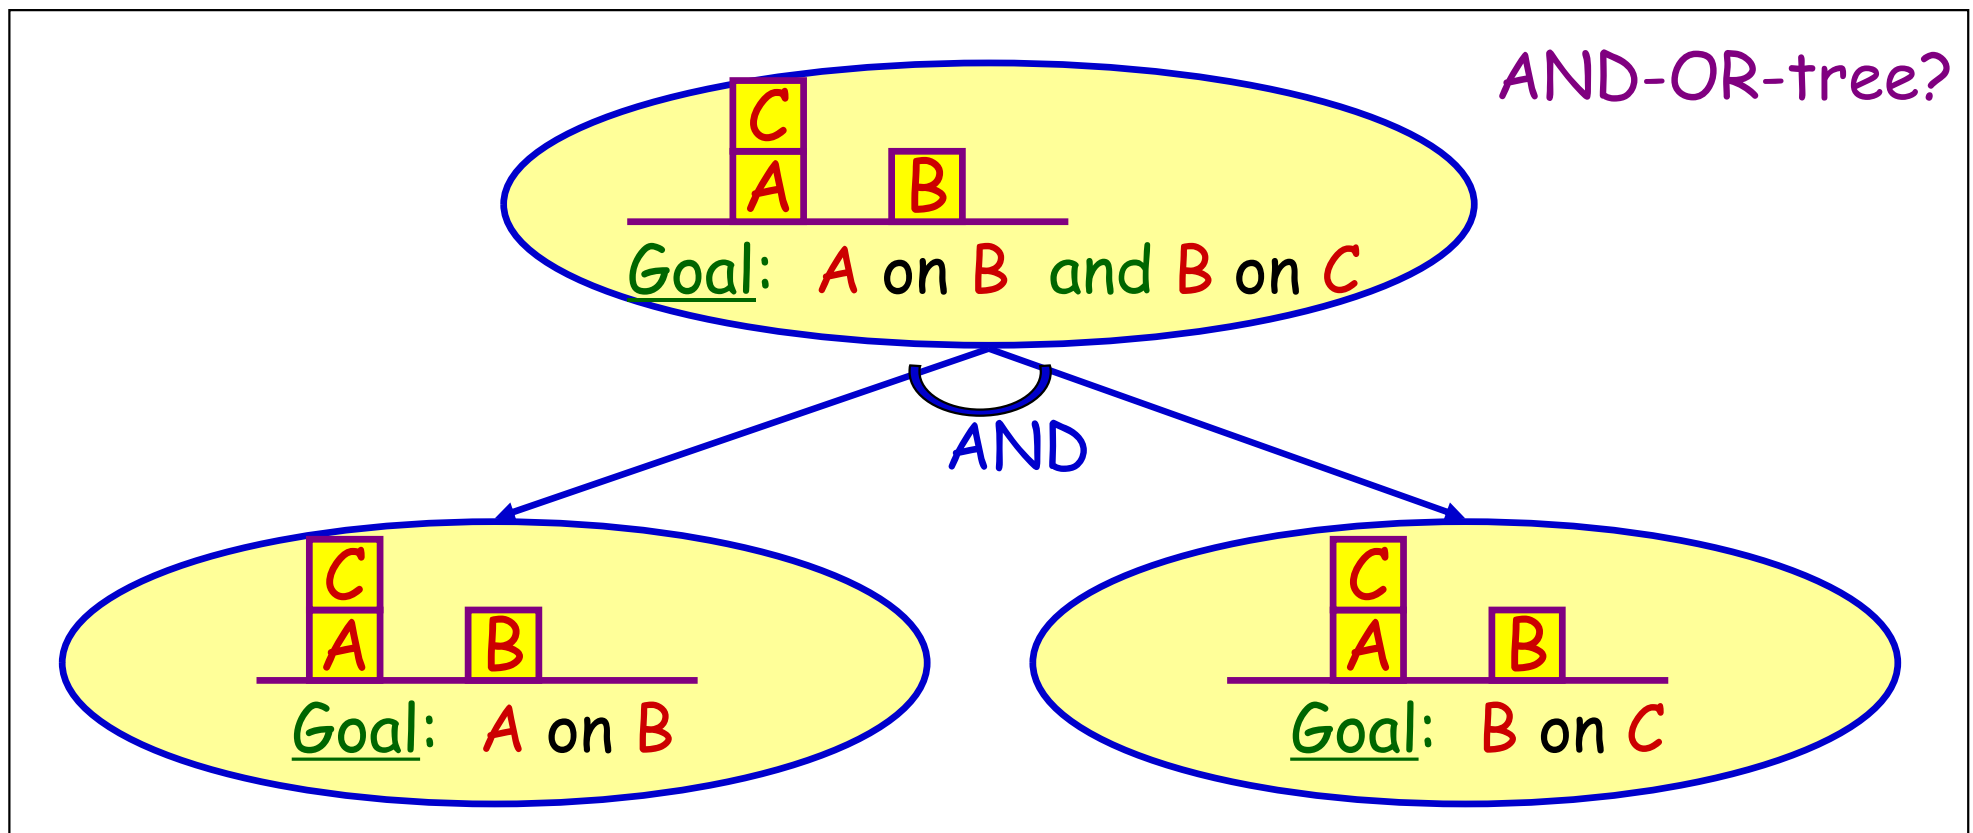 AND-OR-tree?
C
A B
Goal: A on B and B on C
AND
C
A B
Goal: A on B
C
A B
Goal: B on C